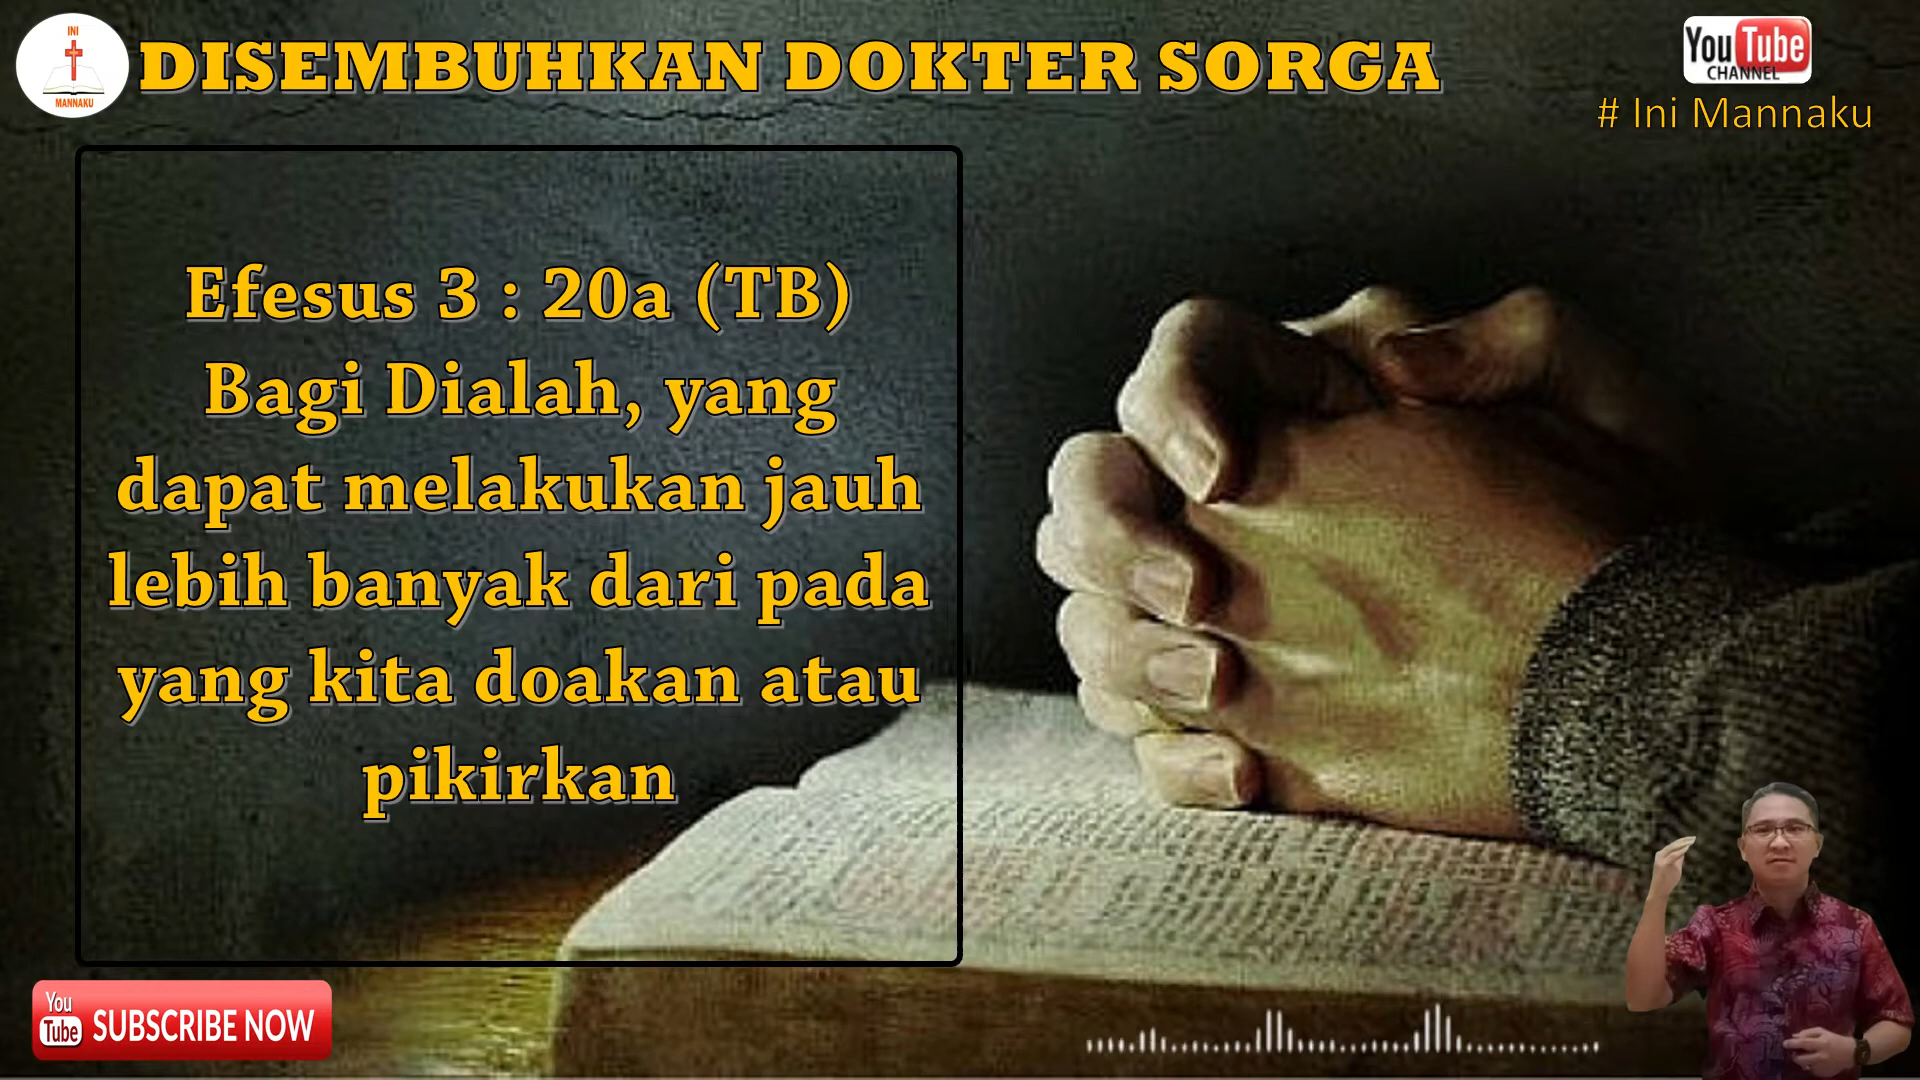 INI
MANNAKU
DISEMBUHKAN DOKTER SORGA
YouTube
CHANNEL
# Ini Mannaku
Efesus 3 : 20a (TB)
Bagi Dialah, yang
dapat melakukan jauh
lebih banyak dari pada
yang kita doakan atau
pikirkan
You
Tube
SUBSCRIBE NOW